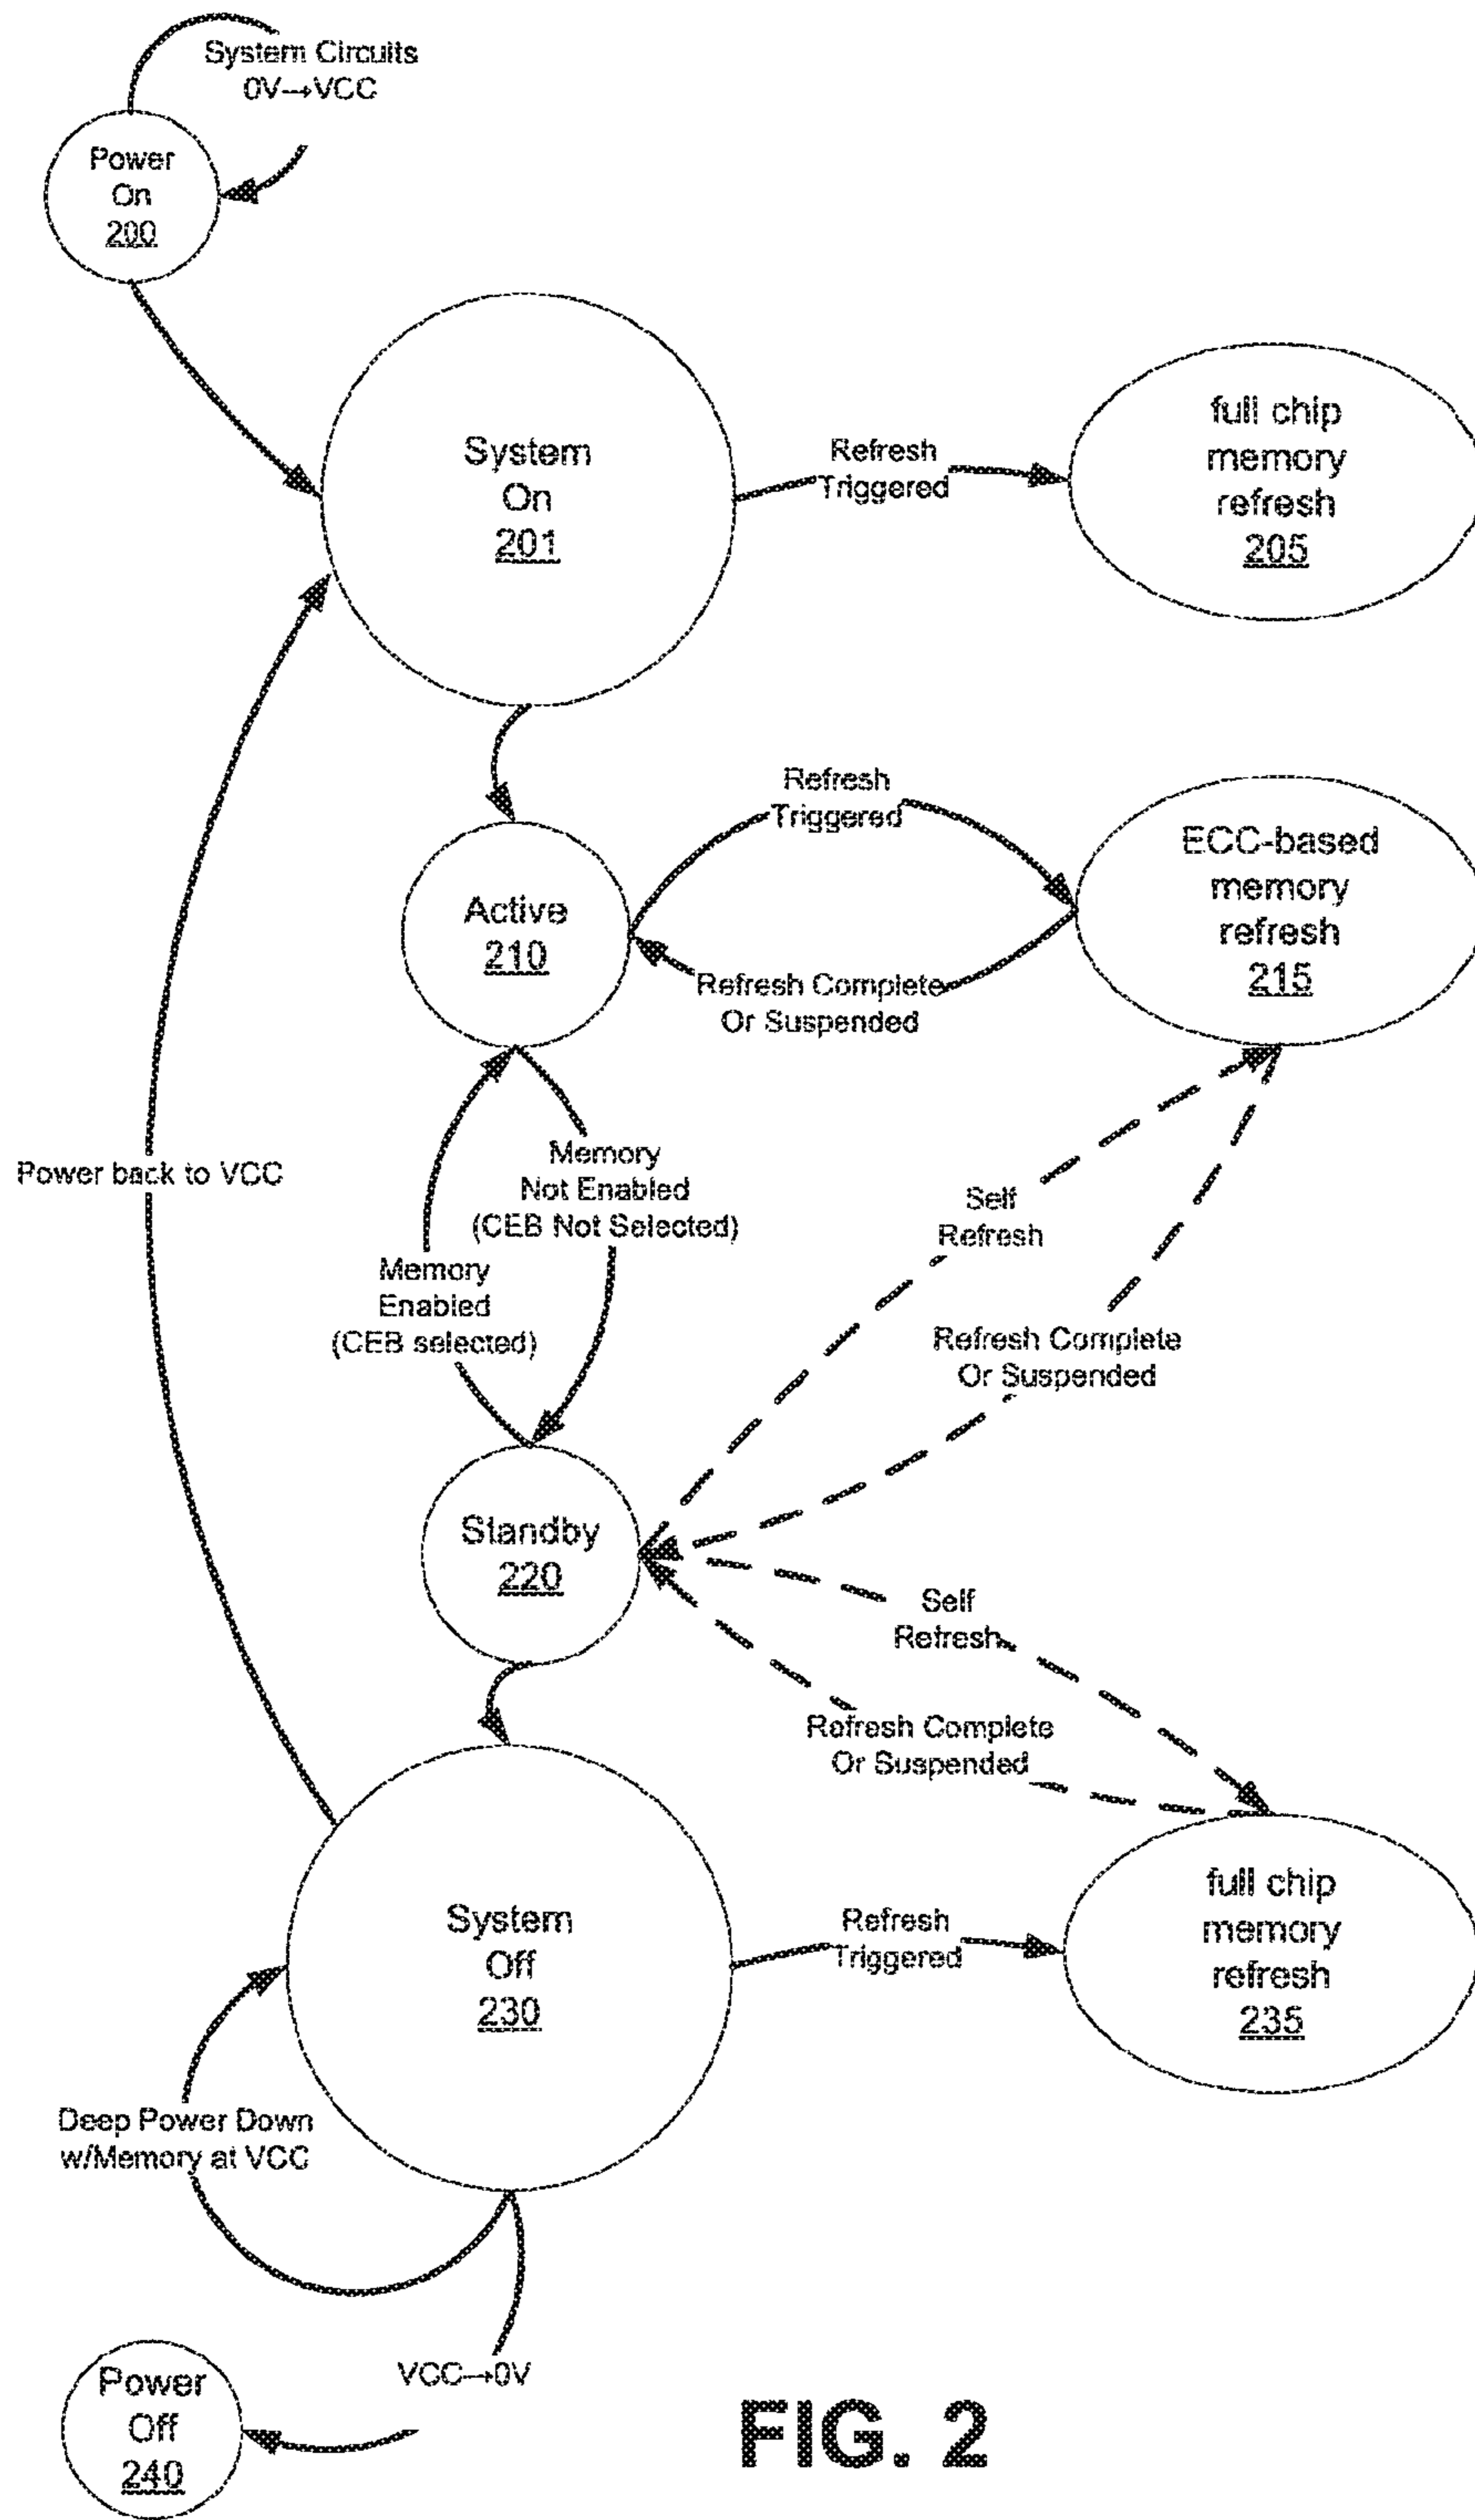 System Circuits
0V→VCC
Power
On
200
System
On
201
Refresh
Triggered
full chip
memory
refresh
205
Refresh
Triggered
ECC-based
memory
refresh
215
Active
210
Refresh Complete
Or Suspended
Power back to VCC
Memory
Not Enabled
(CEB Not Selected)
Memory
Enabled
(CEB selected)
Self
Refresh
Refresh Complete
Or Suspended
Standby
220
Self
Refresh
Refresh Complete
Or Suspended
System
Off
230
Refresh
Triggered
full chip
memory
refresh
235
Deep Power Down
w/Memory at VCC
VCC→0V
Power
Off
240
FIG. 2